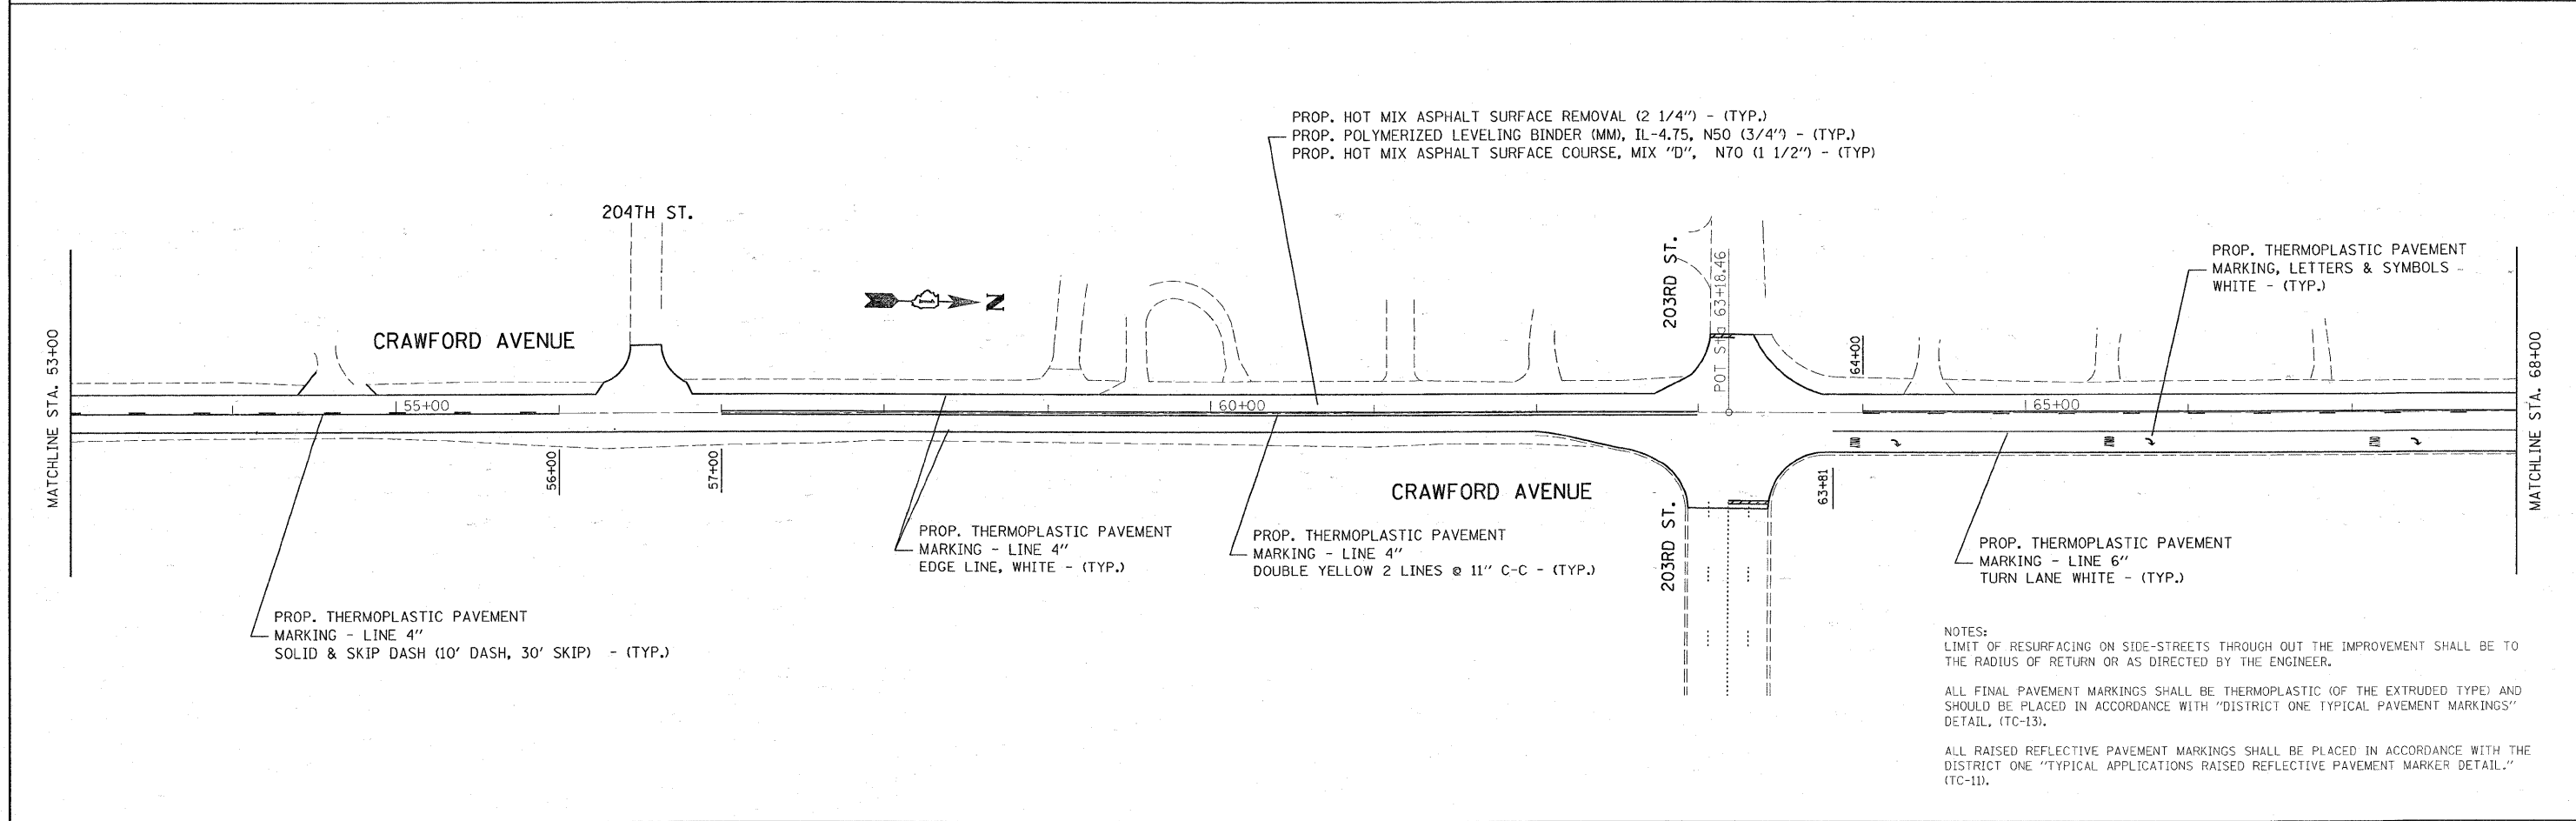 PROP. HOT MIX ASPHALT SURFACE REMOVAL (2 1/4") - (TYP.)
PROP. POLYMERIZED LEVELING BINDER (MM), IL-4.75, N50 (3/4") - (TYP.)
PROP. HOT MIX ASPHALT SURFACE COURSE, MIX "D", N70 (1 1/2") - (TYP)
204TH ST.
203RD ST.
POT Sta 63+18.46
PROP. THERMOPLASTIC PAVEMENT
MARKING, LETTERS & SYMBOLS
WHITE - (TYP.)
N
CRAWFORD AVENUE
MATCHLINE STA. 53+00
64+00
MATCHLINE STA. 68+00
55+00
60+00
65+00
56+00
57+00
63+81
CRAWFORD AVENUE
203RD ST.
PROP. THERMOPLASTIC PAVEMENT
MARKING - LINE 4"
EDGE LINE, WHITE - (TYP.)
PROP. THERMOPLASTIC PAVEMENT
MARKING - LINE 4"
DOUBLE YELLOW 2 LINES @ 11" C-C - (TYP.)
PROP. THERMOPLASTIC PAVEMENT
MARKING - LINE 6"
TURN LANE WHITE - (TYP.)
PROP. THERMOPLASTIC PAVEMENT
MARKING - LINE 4"
SOLID & SKIP DASH (10' DASH, 30' SKIP) - (TYP.)
NOTES:
LIMIT OF RESURFACING ON SIDE-STREETS THROUGH OUT THE IMPROVEMENT SHALL BE TO
THE RADIUS OF RETURN OR AS DIRECTED BY THE ENGINEER.
ALL FINAL PAVEMENT MARKINGS SHALL BE THERMOPLASTIC (OF THE EXTRUDED TYPE) AND
SHOULD BE PLACED IN ACCORDANCE WITH "DISTRICT ONE TYPICAL PAVEMENT MARKINGS"
DETAIL, (TC-13).
ALL RAISED REFLECTIVE PAVEMENT MARKINGS SHALL BE PLACED IN ACCORDANCE WITH THE
DISTRICT ONE "TYPICAL APPLICATIONS RAISED REFLECTIVE PAVEMENT MARKER DETAIL."
(TC-11).